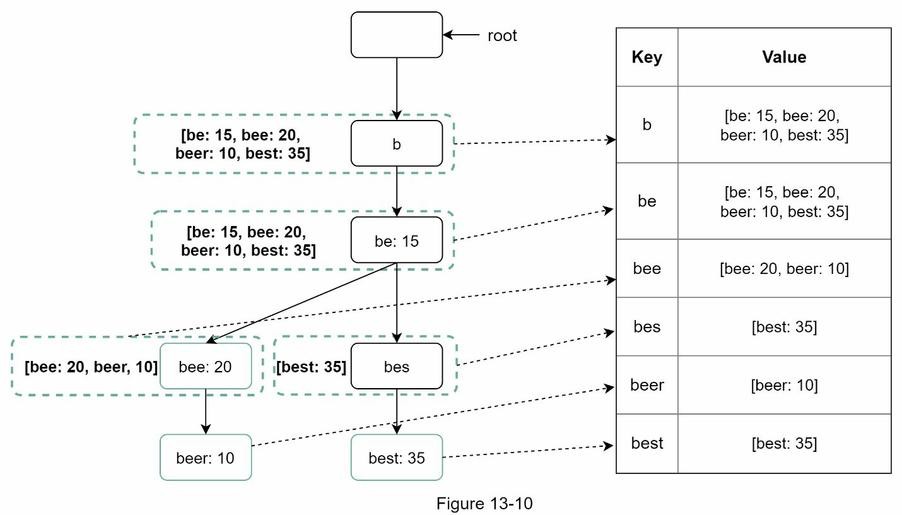 root
Key
Value
[be: 15, bee: 20,
beer: 10, best: 35]
b
b
[be: 15, bee: 20,
beer: 10, best: 35]
[be: 15, bee: 20,
beer: 10, best: 35]
be: 15
be
[be: 15, bee: 20,
beer: 10, best: 35]
bee
[bee: 20, beer: 10]
[bee: 20, beer, 10]
bee: 20
[best: 35]
bes
bes
[best: 35]
beer
[beer: 10]
beer: 10
best: 35
best
[best: 35]
Figure 13-10